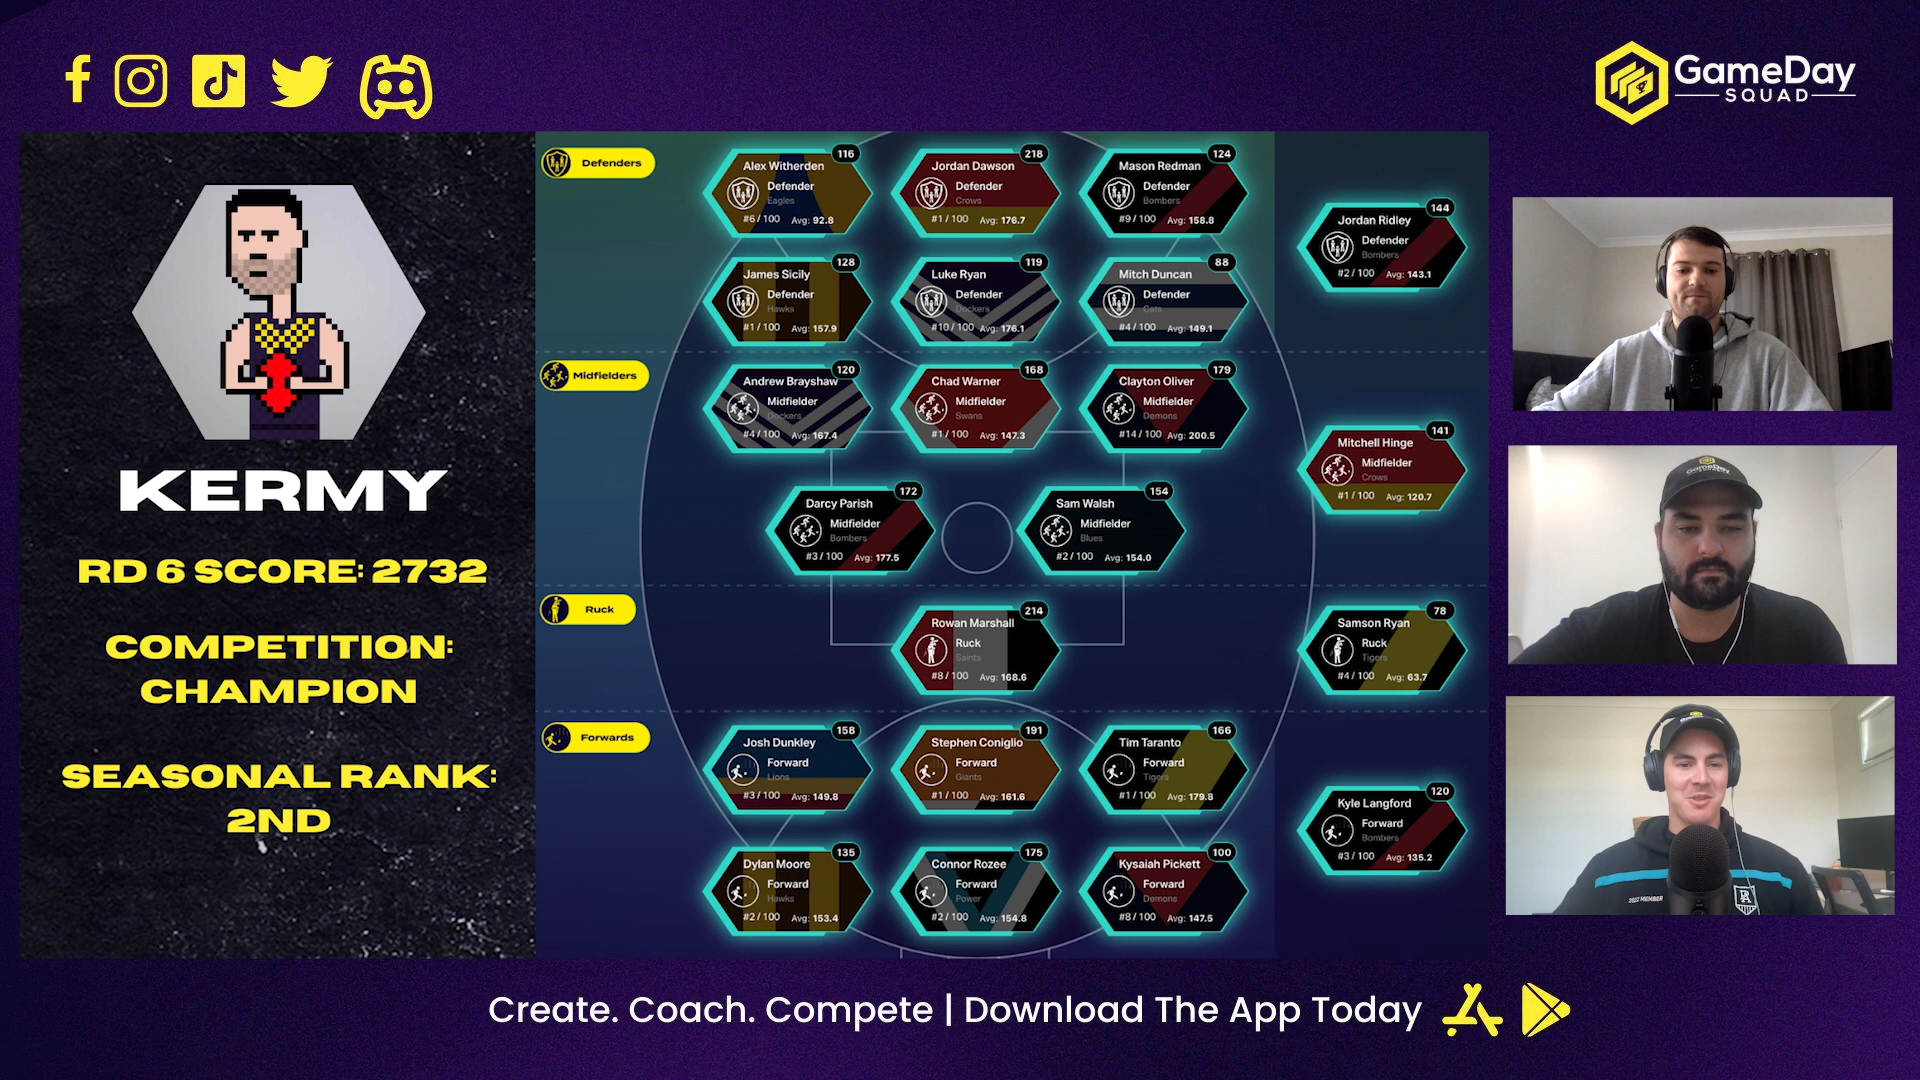 GameDay
SQUAD
KERMY
RD 6 SCORE: 2732
COMPETITION:
CHAMPION
SEASONAL RANK:
2ND
Defenders
116
Alex Witherden
Defender
Eagles
#6 / 100 Avg: 92.8
218
Jordan Dawson
Defender
Crows
#1 / 100 Avg: 176.7
124
Mason Redman
Defender
Bombers
#9 / 100 Avg: 158.8
144
Jordan Ridley
Defender
Bombers
#2 / 100 Avg: 143.1
128
James Sicily
Defender
Hawks
#1 / 100 Avg: 157.9
119
Luke Ryan
Defender
Dockers
#10 / 100 Avg: 176.1
88
Mitch Duncan
Defender
Cats
#4 / 100 Avg: 149.1
Midfielders
120
Andrew Brayshaw
Midfielder
Dockers
#4 / 100 Avg: 167.4
168
Chad Warner
Midfielder
Swans
#1 / 100 Avg: 147.3
179
Clayton Oliver
Midfielder
Demons
#14 / 100 Avg: 200.5
141
Mitchell Hinge
Midfielder
Crows
#1 / 100 Avg: 120.7
172
Darcy Parish
Midfielder
Bombers
#3 / 100 Avg: 177.5
154
Sam Walsh
Midfielder
Blues
#2 / 100 Avg: 154.0
Ruck
214
Rowan Marshall
Ruck
Saints
#8 / 100 Avg: 168.6
78
Samson Ryan
Ruck
Tigers
#4 / 100 Avg: 63.7
Forwards
158
Josh Dunkley
Forward
Lions
#3 / 100 Avg: 149.8
191
Stephen Coniglio
Forward
Giants
#1 / 100 Avg: 161.6
166
Tim Taranto
Forward
Tigers
#1 / 100 Avg: 179.8
120
Kyle Langford
Forward
Bombers
#3 / 100 Avg: 135.2
135
Dylan Moore
Forward
Hawks
#2 / 100 Avg: 153.4
175
Connor Rozee
Forward
Power
#2 / 100 Avg: 154.8
100
Kysaiah Pickett
Forward
Demons
#8 / 100 Avg: 147.5
GameDay
2022 MEMBER
PA
Create. Coach. Compete | Download The App Today